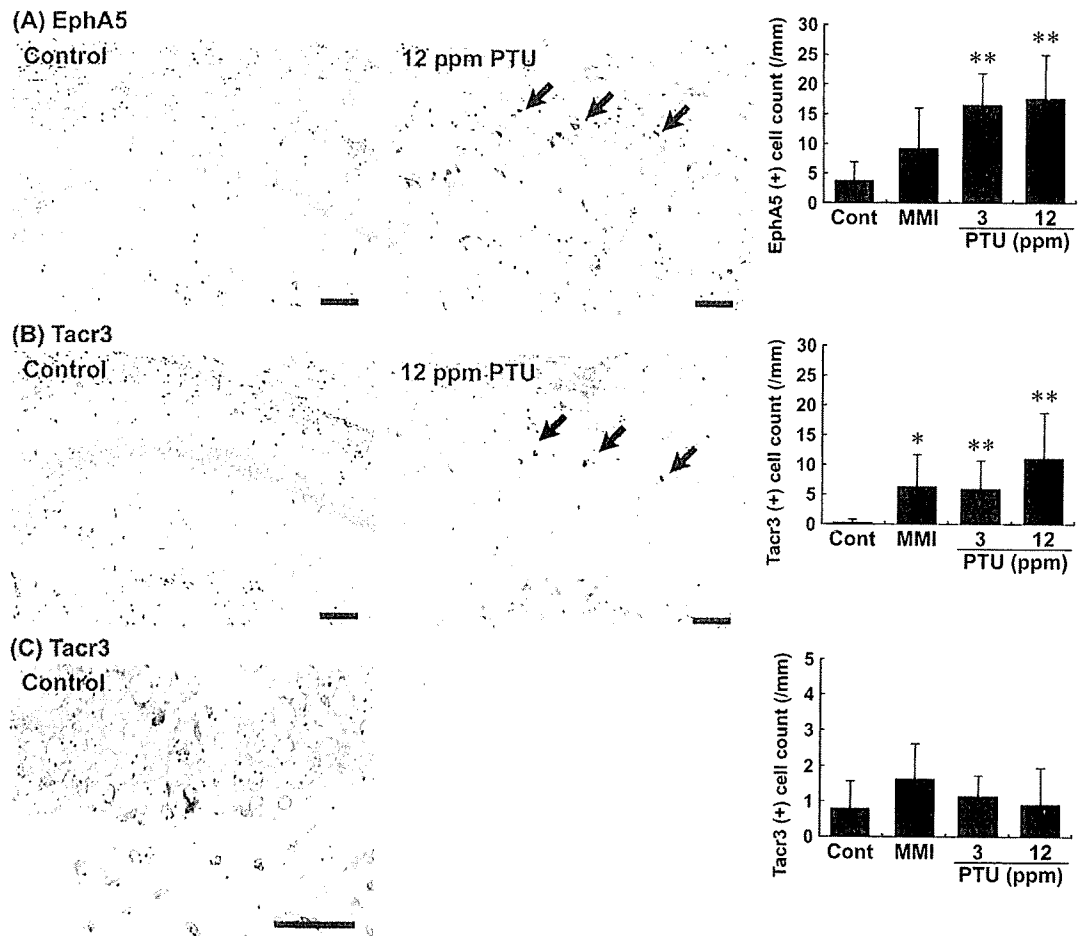 (A) EphA5
Control
12 ppm PTU
EphA5 (+) cell count (/mm)
30
25
20
15
10
5
0
**
**
Cont
MMI
3
12
PTU (ppm)
(B) Tacr3
Control
12 ppm PTU
Tacr3 (+) cell count (/mm)
30
25
20
15
10
5
0
*
**
**
Cont
MMI
3
12
PTU (ppm)
(C) Tacr3
Control
Tacr3 (+) cell count (/mm)
5
4
3
2
1
0
Cont
MMI
3
12
PTU (ppm)